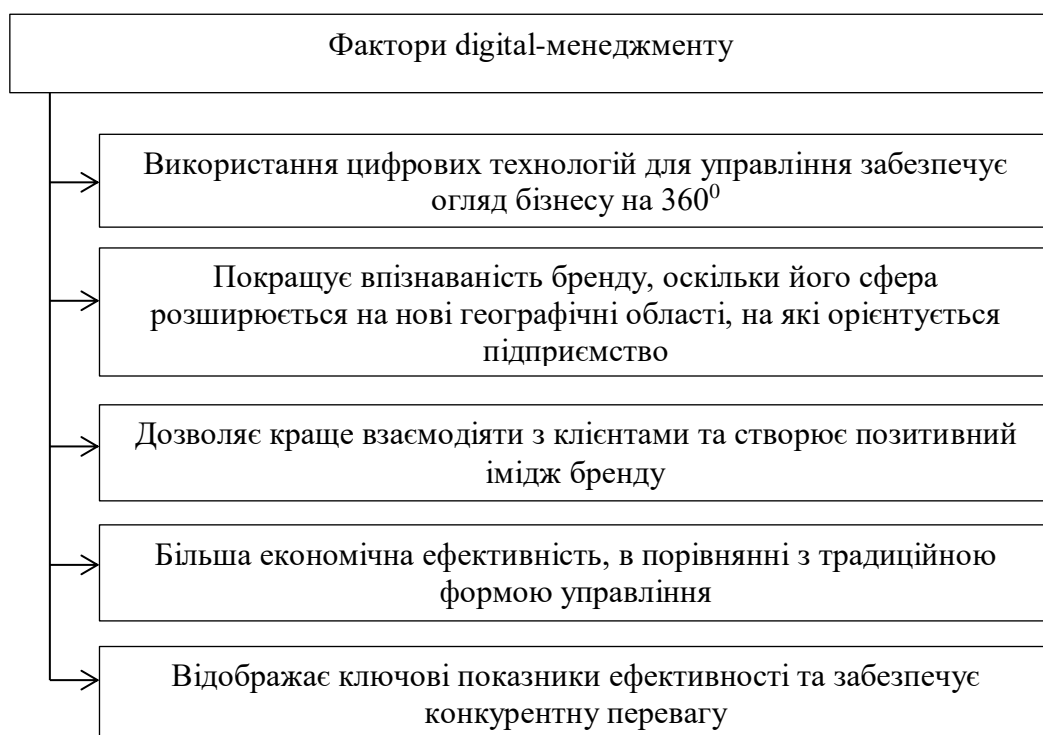 Фактори digital-менеджменту
Використання цифрових технологій для управління забезпечує
огляд бізнесу на 360⁰
Покращує впізнаваність бренду, оскільки його сфера
розширюється на нові географічні області, на які орієнтується
підприємство
Дозволяє краще взаємодіяти з клієнтами та створює позитивний
імідж бренду
Більша економічна ефективність, в порівнянні з традиційною
формою управління
Відображає ключові показники ефективності та забезпечує
конкурентну перевагу